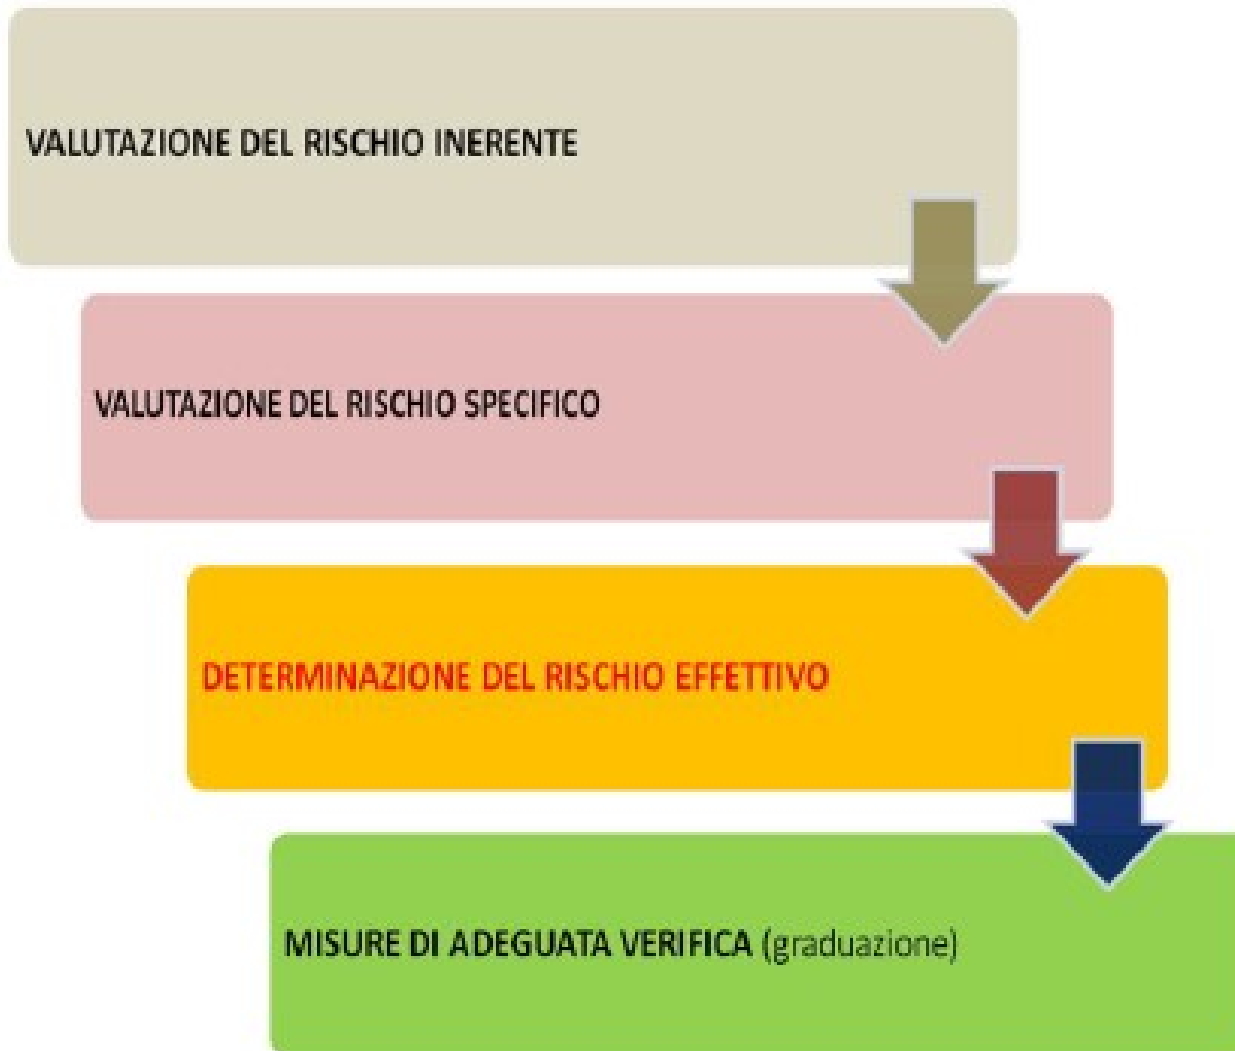 VALUTAZIONE DEL RISCHIO INERENTE
VALUTAZIONE DEL RISCHIO SPECIFICO
DETERMINAZIONE DEL RISCHIO EFFETTIVO
MISURE DI ADEGUATA VERIFICA (graduazione)